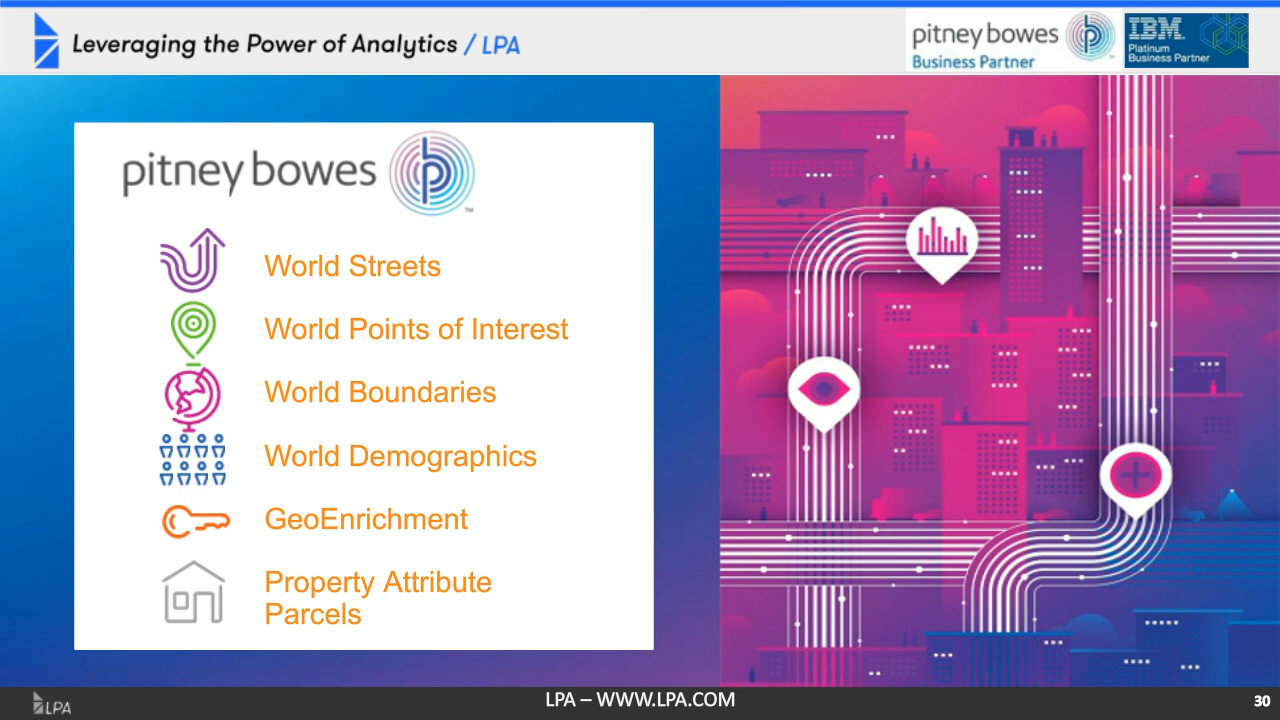 Leveraging the Power of Analytics / LPA
pitney bowes
Business Partner
IBM
Platinum
Business Partner
pitney bowes
TM
World Streets
World Points of Interest
World Boundaries
World Demographics
GeoEnrichment
Property Attribute
Parcels
LPA
LPA – WWW.LPA.COM
30